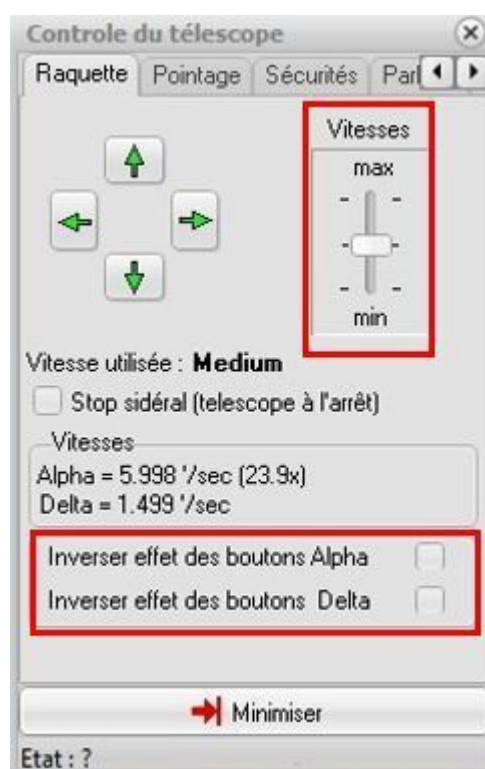 Controle du télescope
Raquette Pointage Sécurités Parl
Vitesses
max
min
Vitesse utilisée : Medium
Stop sidéral (telescope à l'arrêt)
Vitesses
Alpha = 5.998 '/sec (23.9x)
Delta = 1.499 '/sec
Inverser effet des boutons Alpha
Inverser effet des boutons Delta
Minimiser
Etat : ?